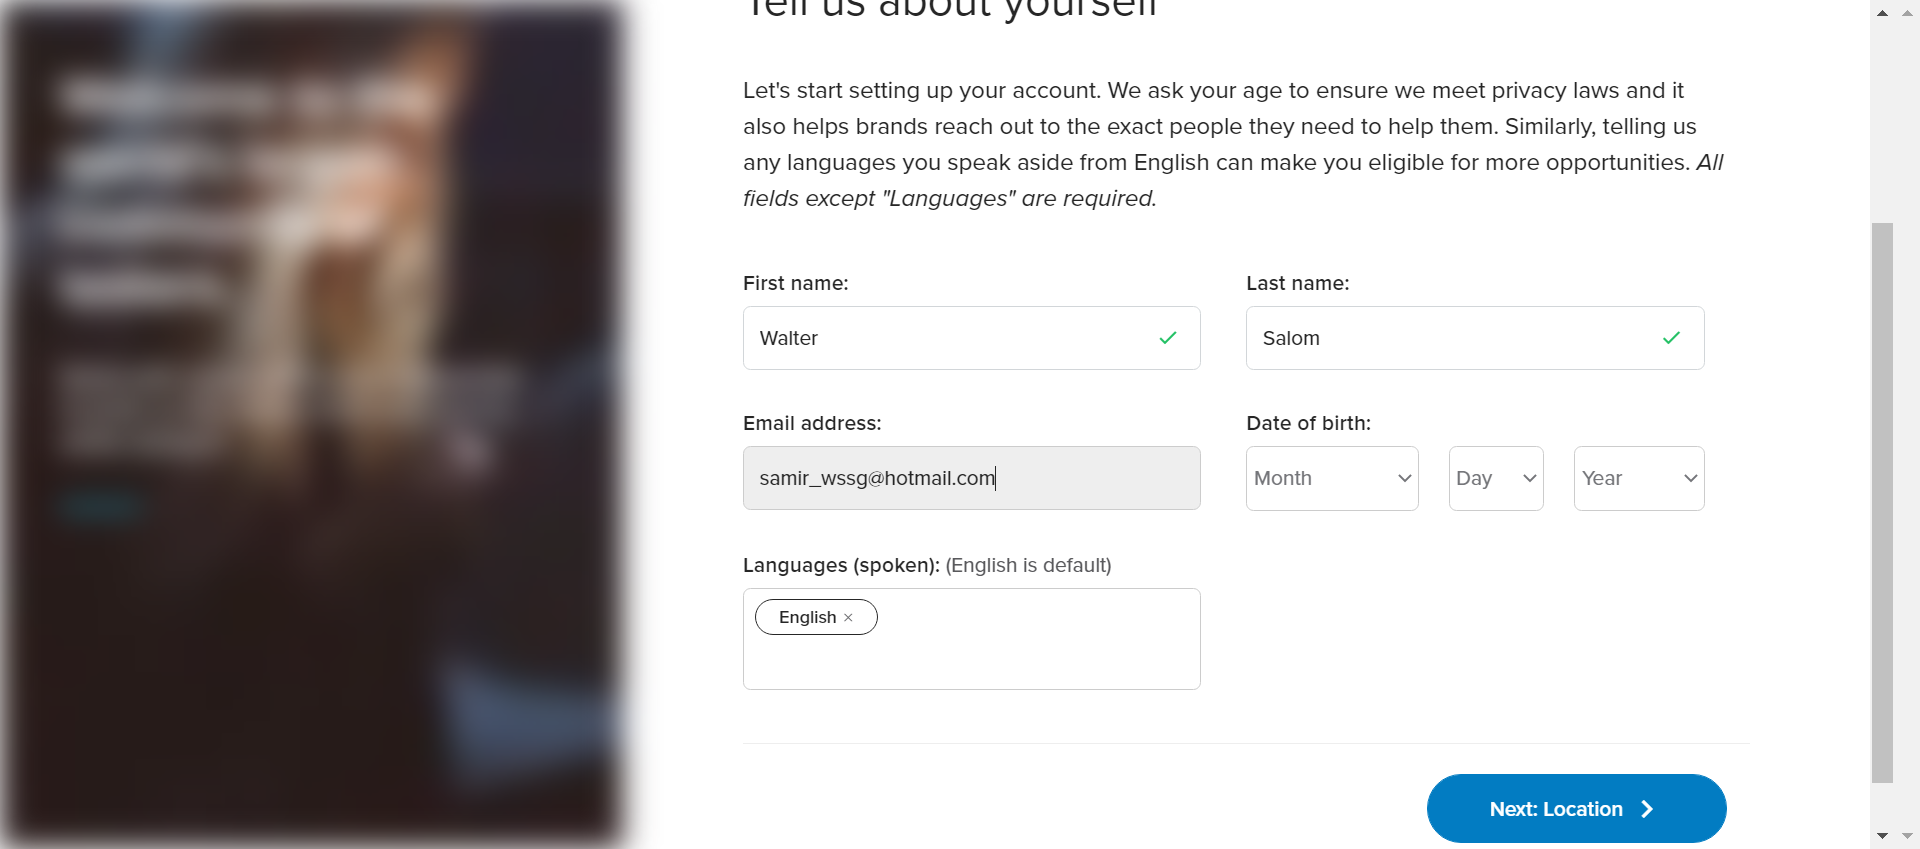 Tell us about yourself
Let's start setting up your account. We ask your age to ensure we meet privacy laws and it
also helps brands reach out to the exact people they need to help them. Similarly, telling us
any languages you speak aside from English can make you eligible for more opportunities. All
fields except "Languages" are required.
First name:
Last name:
Walter
Salom
Email address:
Date of birth:
samir_wssg@hotmail.com
Month
Day
Year
Languages (spoken): (English is default)
English ×
Next: Location